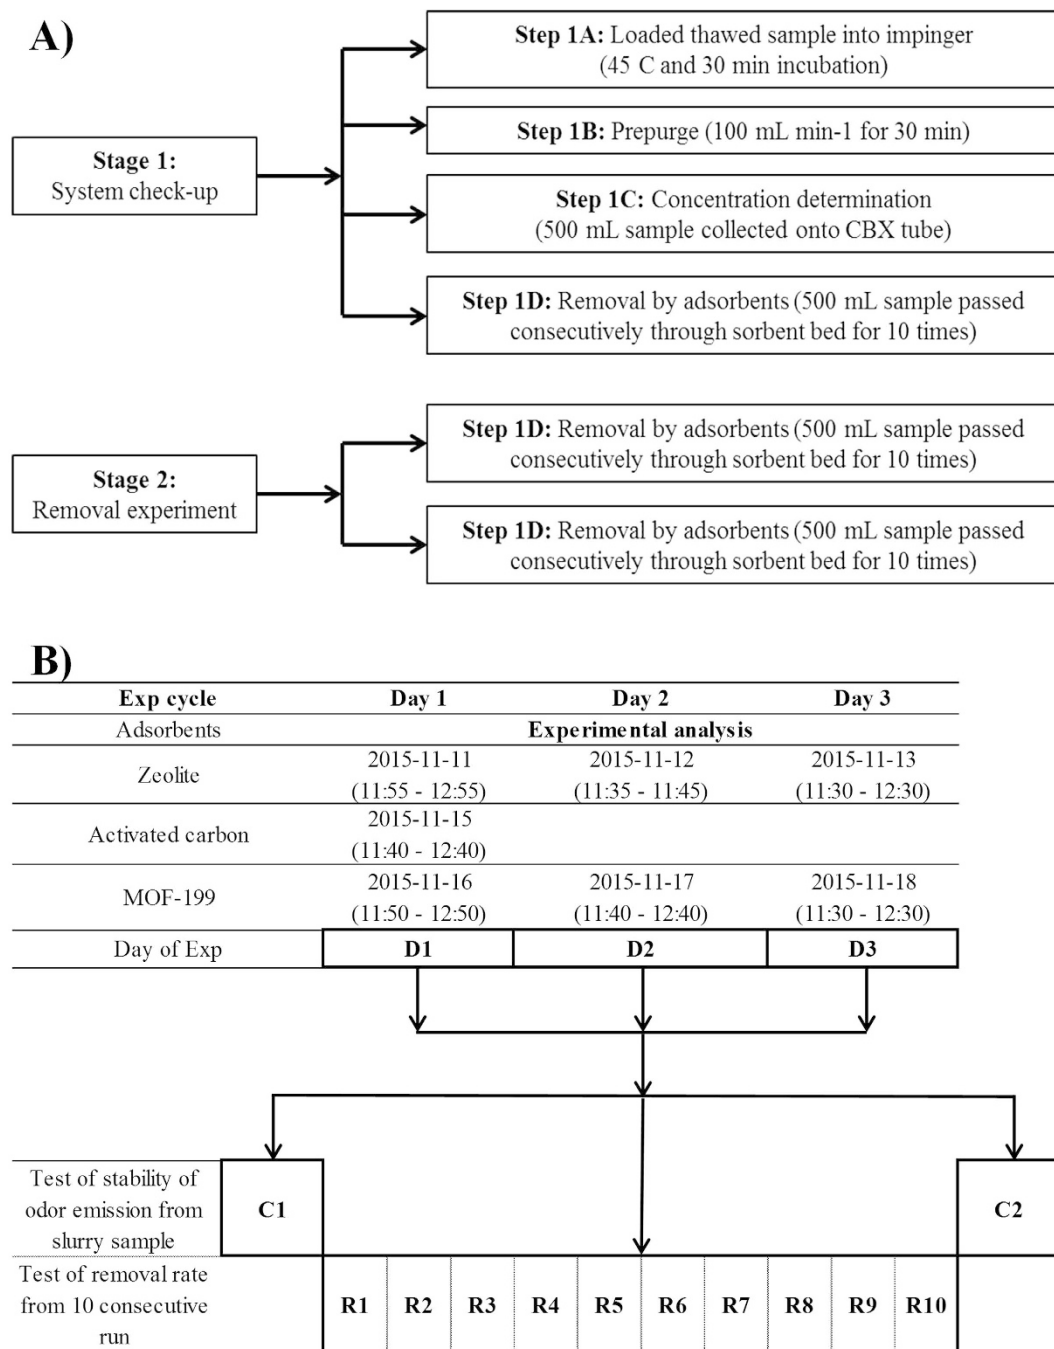 A)
Stage 1:
System check-up
Step 1A: Loaded thawed sample into impinger
(45 C and 30 min incubation)
Step 1B: Prepurge (100 mL min-1 for 30 min)
Step 1C: Concentration determination
(500 mL sample collected onto CBX tube)
Step 1D: Removal by adsorbents (500 mL sample passed
consecutively through sorbent bed for 10 times)
Stage 2:
Removal experiment
Step 1D: Removal by adsorbents (500 mL sample passed
consecutively through sorbent bed for 10 times)
Step 1D: Removal by adsorbents (500 mL sample passed
consecutively through sorbent bed for 10 times)
B)
Exp cycle Day 1 Day 2 Day 3
Adsorbents Experimental analysis
Zeolite
2015-11-11 2015-11-12 2015-11-13
(11:55 - 12:55) (11:35 - 11:45) (11:30 - 12:30)
Activated carbon
2015-11-15
(11:40 - 12:40)
MOF-199
2015-11-16 2015-11-17 2015-11-18
(11:50 - 12:50) (11:40 - 12:40) (11:30 - 12:30)
Day of Exp D1 D2 D3
Test of stability of
odor emission from
slurry sample
C1 C2
Test of removal rate
from 10 consecutive
run
R1 R2 R3 R4 R5 R6 R7 R8 R9 R10